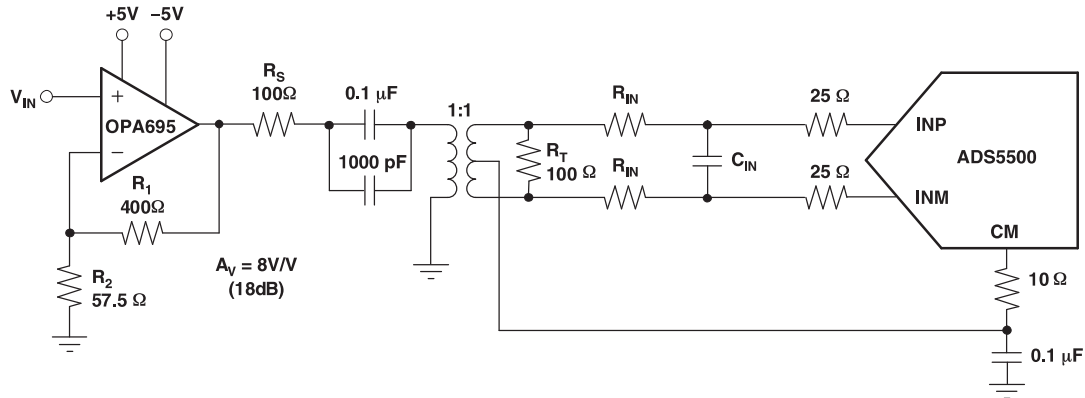 +5V
−5V
V_IN
+
OPA695
−
R_S
100Ω
0.1 μF
1000 pF
1:1
R_1
400Ω
R_2
57.5 Ω
A_V = 8V/V
(18dB)
R_T
100 Ω
R_IN
R_IN
C_IN
25 Ω
25 Ω
INP
ADS5500
INM
CM
10 Ω
0.1 μF